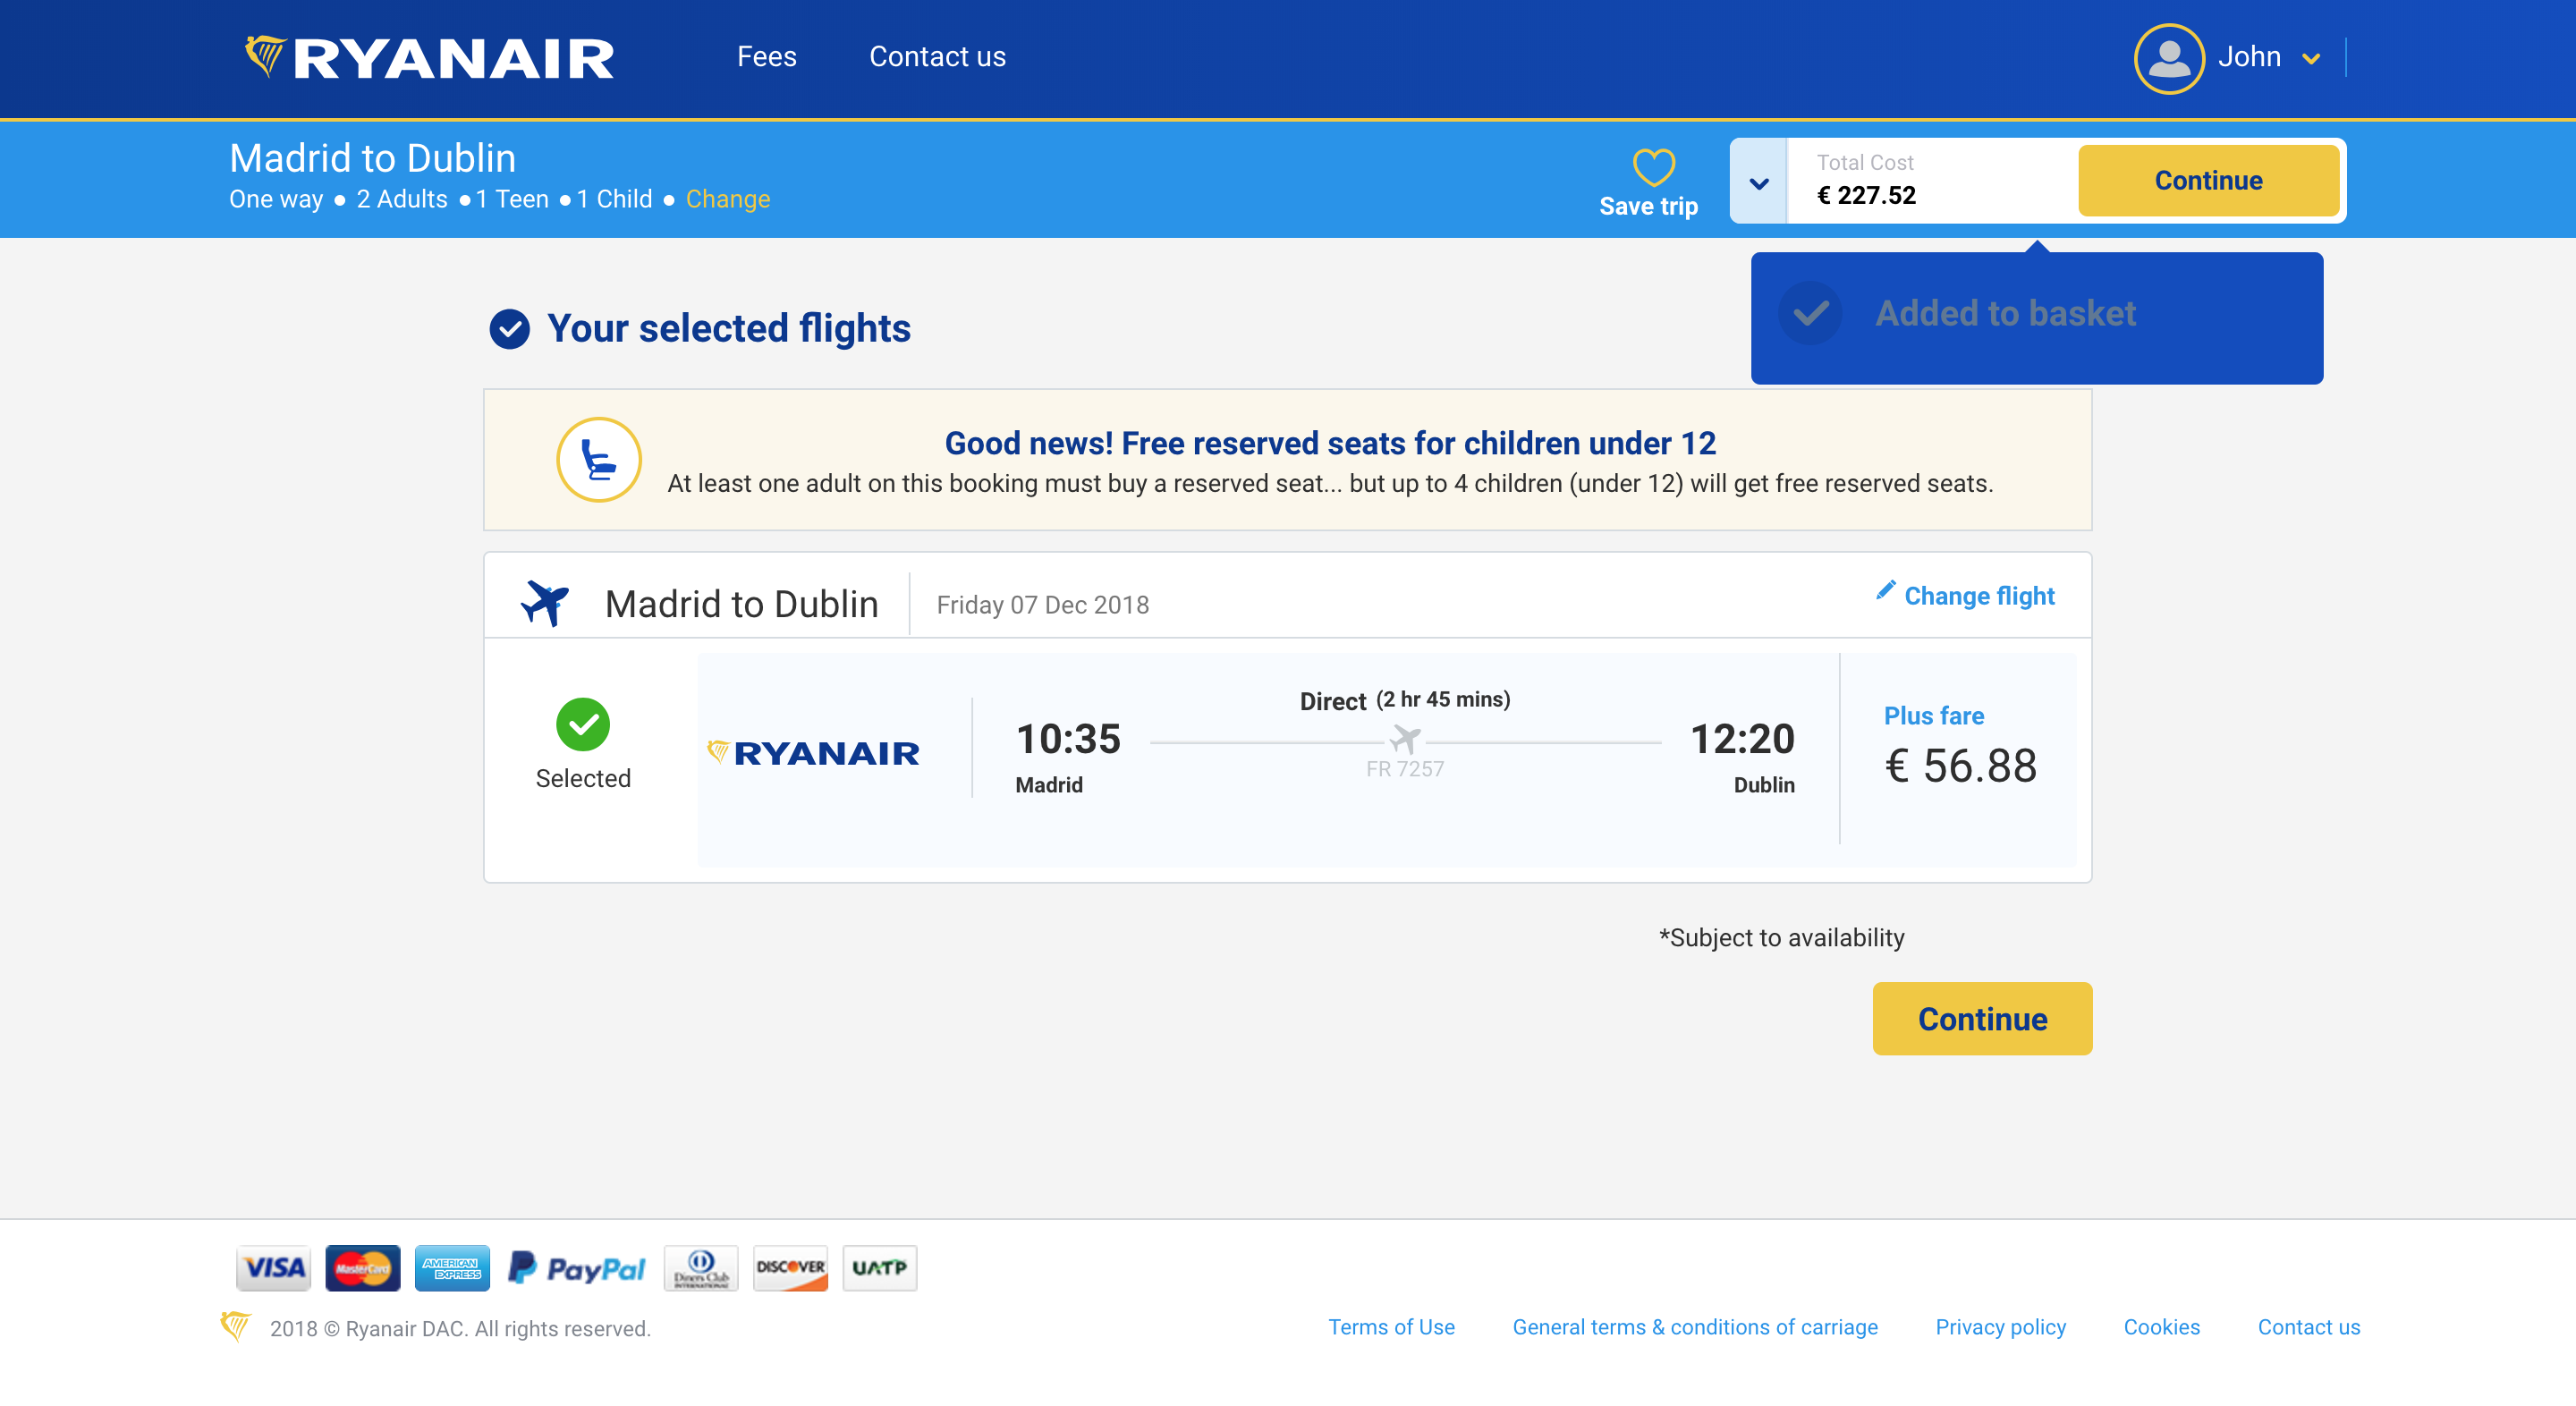 RYANAIR
Fees
Contact us
John
Madrid to Dublin
One way ● 2 Adults ● 1 Teen ● 1 Child ● Change
Save trip
Total Cost
€ 227.52
Continue
Added to basket
Your selected flights
Good news! Free reserved seats for children under 12
At least one adult on this booking must buy a reserved seat... but up to 4 children (under 12) will get free reserved seats.
Madrid to Dublin
Friday 07 Dec 2018
Change flight
Selected
RYANAIR
10:35
Madrid
Direct (2 hr 45 mins)
FR 7257
12:20
Dublin
Plus fare
€ 56.88
*Subject to availability
Continue
VISA
MasterCard
AMERICAN EXPRESS
PayPal
Diners Club INTERNATIONAL
DISCOVER
UATP
2018 © Ryanair DAC. All rights reserved.
Terms of Use
General terms & conditions of carriage
Privacy policy
Cookies
Contact us